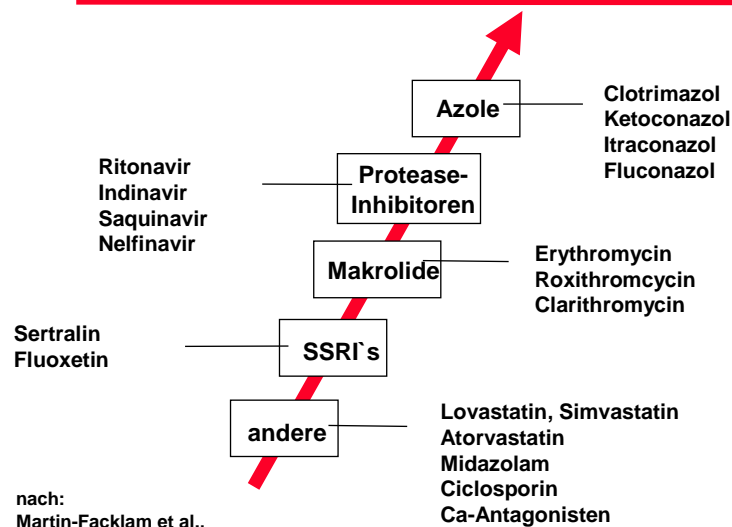 Azole
Clotrimazol
Ketoconazol
Itraconazol
Fluconazol
Ritonavir
Indinavir
Saquinavir
Nelfinavir
Protease-
Inhibitoren
Makrolide
Erythromycin
Roxithromcycin
Clarithromycin
Sertralin
Fluoxetin
SSRI`s
andere
Lovastatin, Simvastatin
Atorvastatin
Midazolam
Ciclosporin
Ca-Antagonisten
nach:
Martin-Facklam et al.,